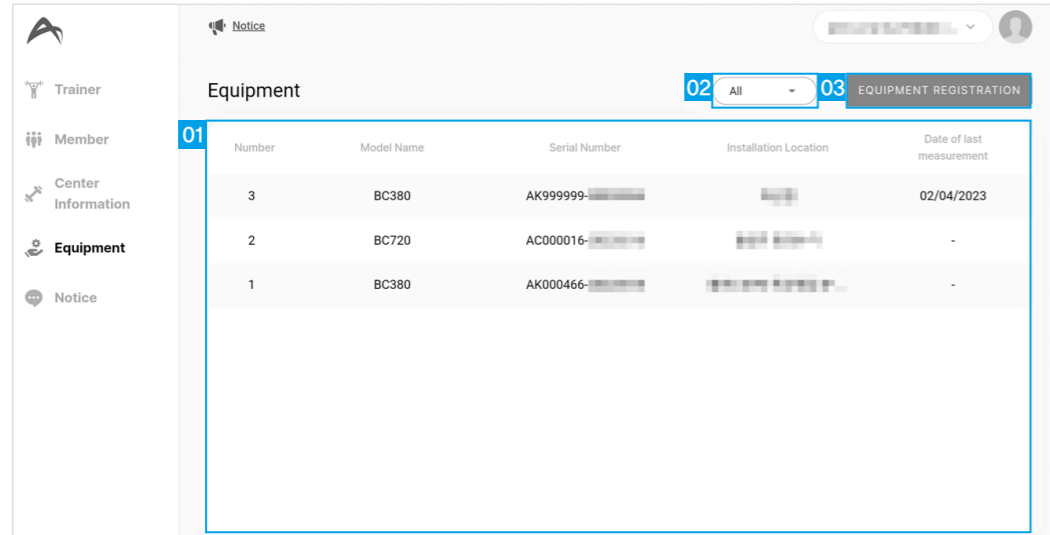 Notice
Trainer
Member
Center
Information
Equipment
Notice
Equipment
02 All 03 EQUIPMENT REGISTRATION
01
Number Model Name Serial Number Installation Location Date of last
measurement
3 BC380 AK999999- 02/04/2023
2 BC720 AC000016- -
1 BC380 AK000466- -